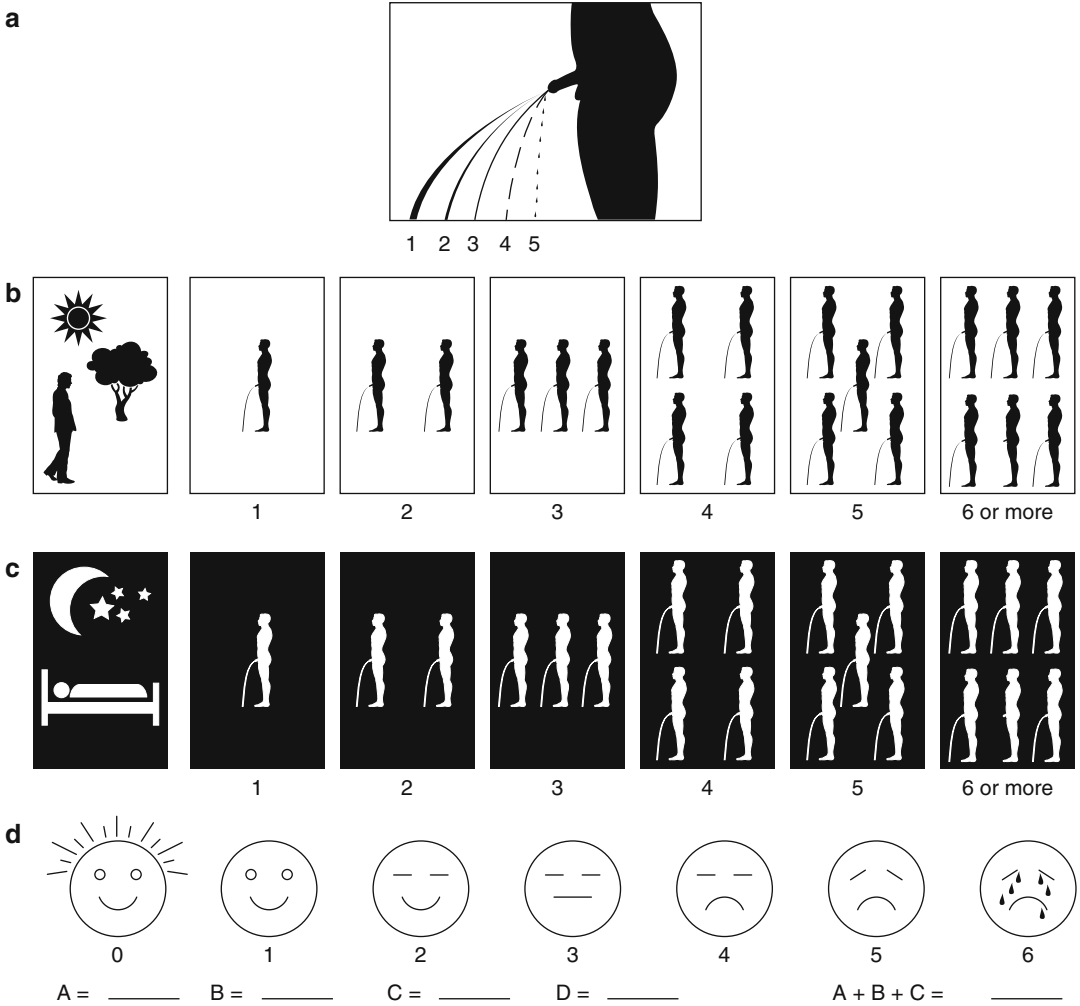 a
1 2 3 4 5
b
1 2 3 4 5 6 or more
c
1 2 3 4 5 6 or more
d
0 1 2 3 4 5 6
A = ______ B = ______ C = ______ D = ______ A + B + C = ______